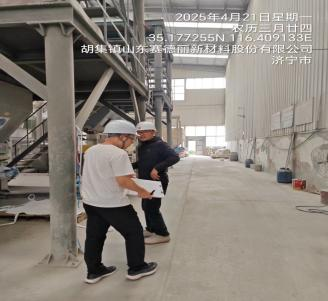 2025年4月21日星期一
农历三月廿四
35.177255N,116.409133E
胡集镇山东赛德丽新材料股份有限公司
济宁市